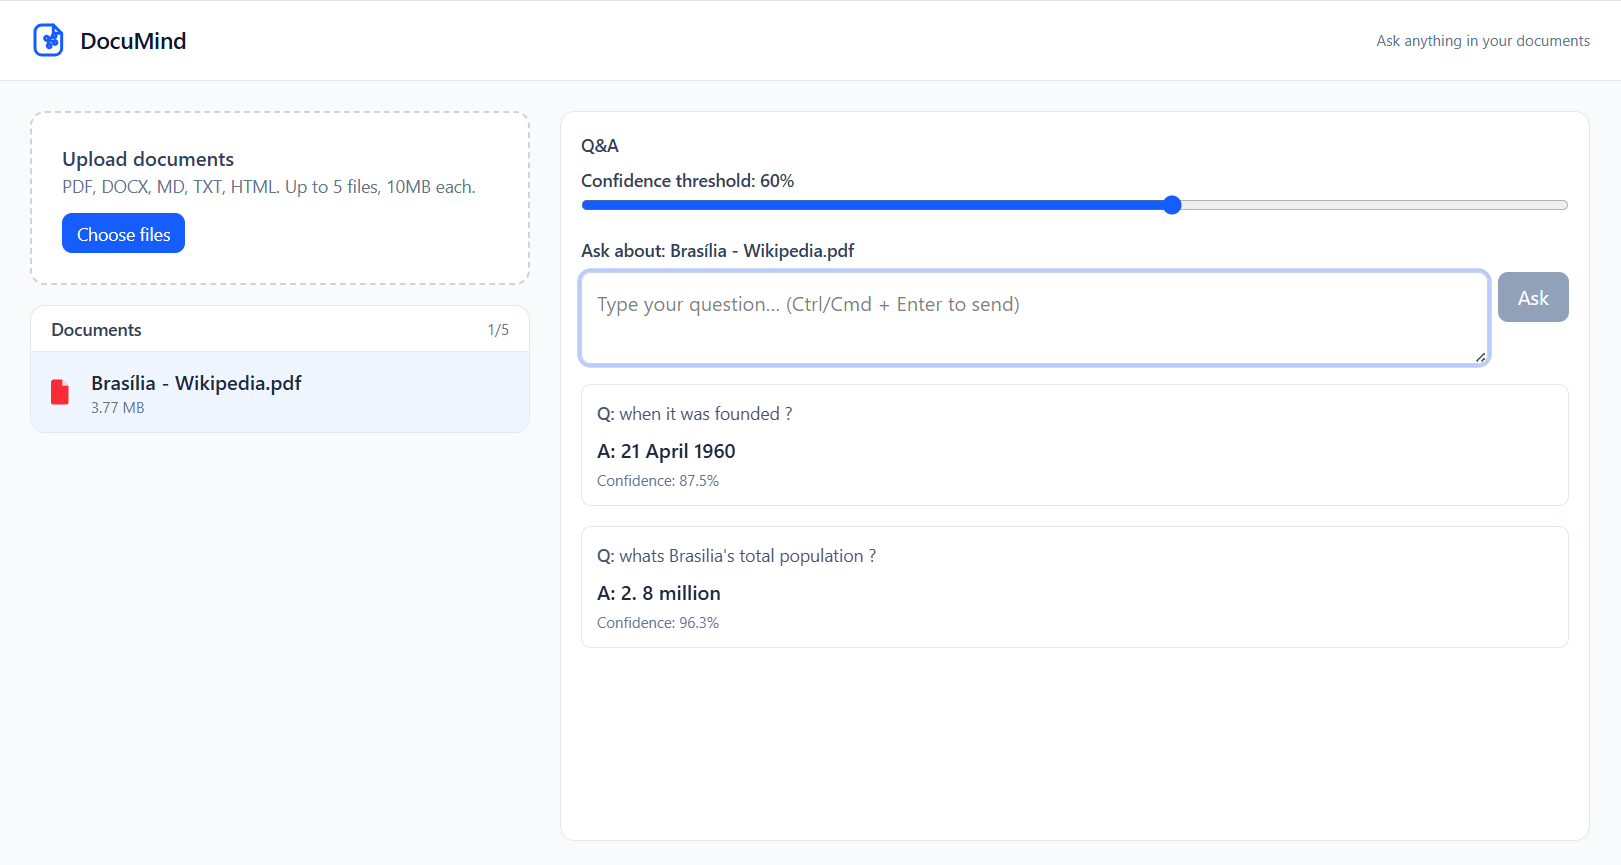 DocuMind
Ask anything in your documents
Upload documents
PDF, DOCX, MD, TXT, HTML. Up to 5 files, 10MB each.
Choose files
Documents
1/5
Brasília - Wikipedia.pdf
3.77 MB
Q&A
Confidence threshold: 60%
Ask about: Brasília - Wikipedia.pdf
Type your question... (Ctrl/Cmd + Enter to send)
Ask
Q: when it was founded ?
A: 21 April 1960
Confidence: 87.5%
Q: whats Brasilia's total population ?
A: 2. 8 million
Confidence: 96.3%